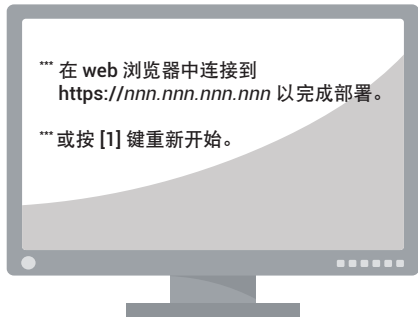 *** 在 web 浏览器中连接到
https://nnn.nnn.nnn.nnn 以完成部署。
*** 或按 [1] 键重新开始。